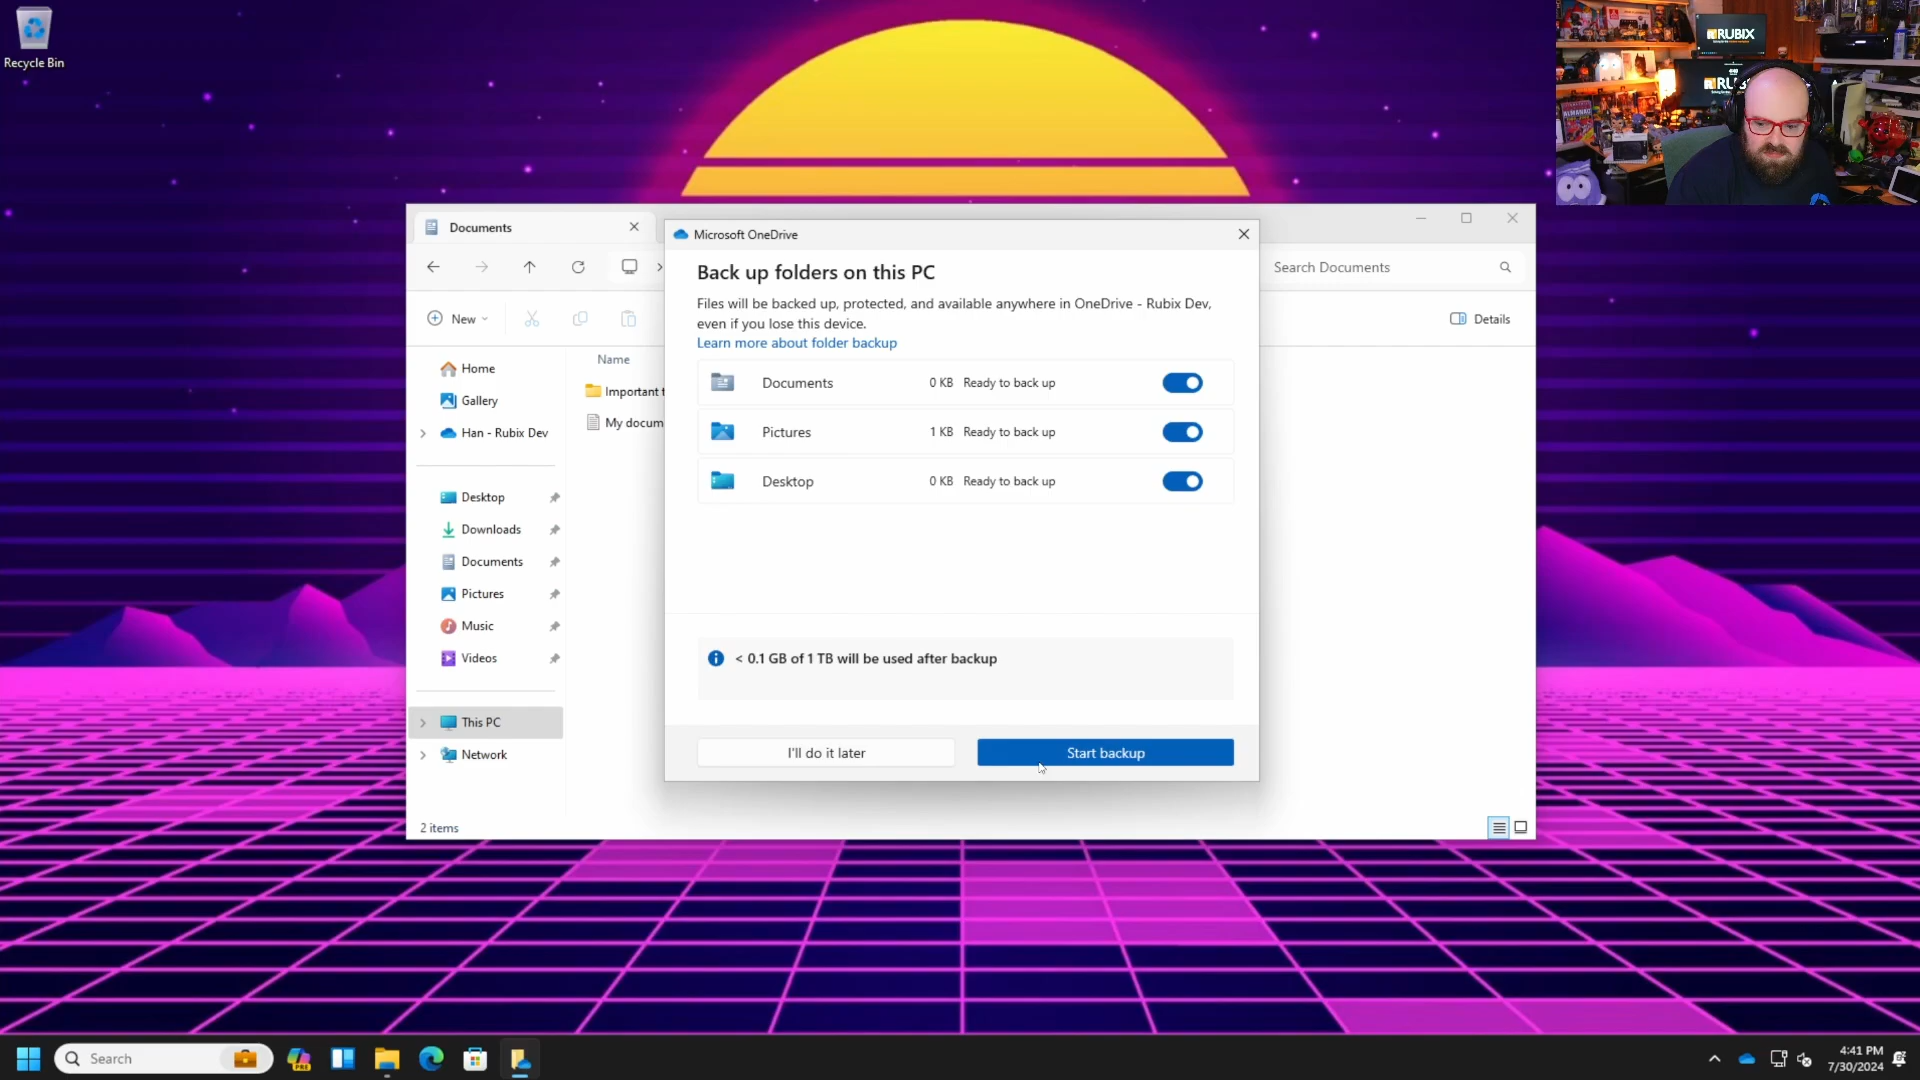 Recycle Bin
RUBIX
ALMANAC
Documents
Microsoft OneDrive
Back up folders on this PC
Search Documents
Files will be backed up, protected, and available anywhere in OneDrive - Rubix Dev,
even if you lose this device.
Learn more about folder backup
New
Details
Name
Home
Important t
Documents 0 KB Ready to back up
Gallery
My docum
Han - Rubix Dev
Pictures 1 KB Ready to back up
Desktop 0 KB Ready to back up
Desktop
Downloads
Documents
Pictures
Music
Videos
< 0.1 GB of 1 TB will be used after backup
This PC
Network
I'll do it later
Start backup
2 items
Search
PRE
4:41 PM
7/30/2024